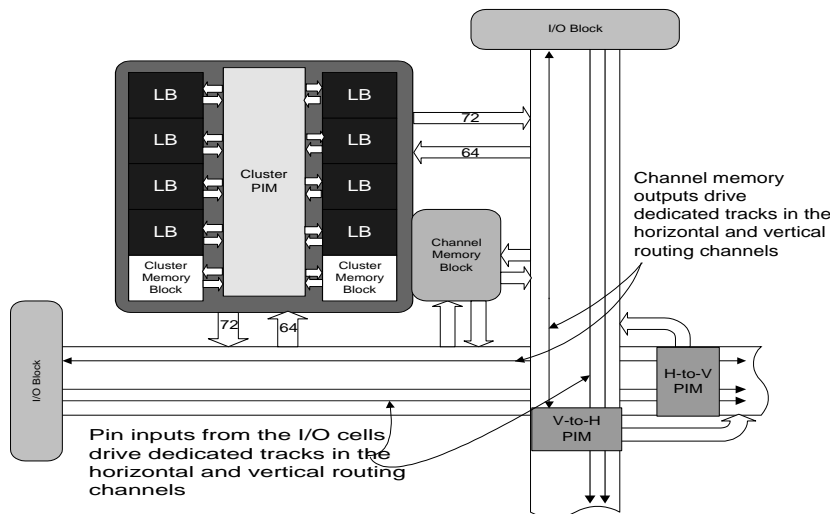 I/O Block
LB
LB
72
LB
LB
64
Cluster
PIM
LB
LB
Channel memory
outputs drive
dedicated tracks in the
horizontal and vertical
routing channels
LB
LB
Channel
Memory
Block
Cluster
Memory
Block
Cluster
Memory
Block
72
64
I/O Block
H-to-V
PIM
V-to-H
PIM
Pin inputs from the I/O cells
drive dedicated tracks in the
horizontal and vertical routing
channels